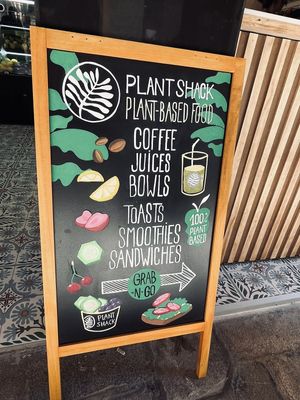 PLANT SHACK
PLANT-BASED FOOD
COFFEE
JUICES
BOWLS
TOASTS
SMOOTHIES
SANDWICHES
100%
PLANT
BASED
GRAB
-N-
GO
PLANT
SHACK